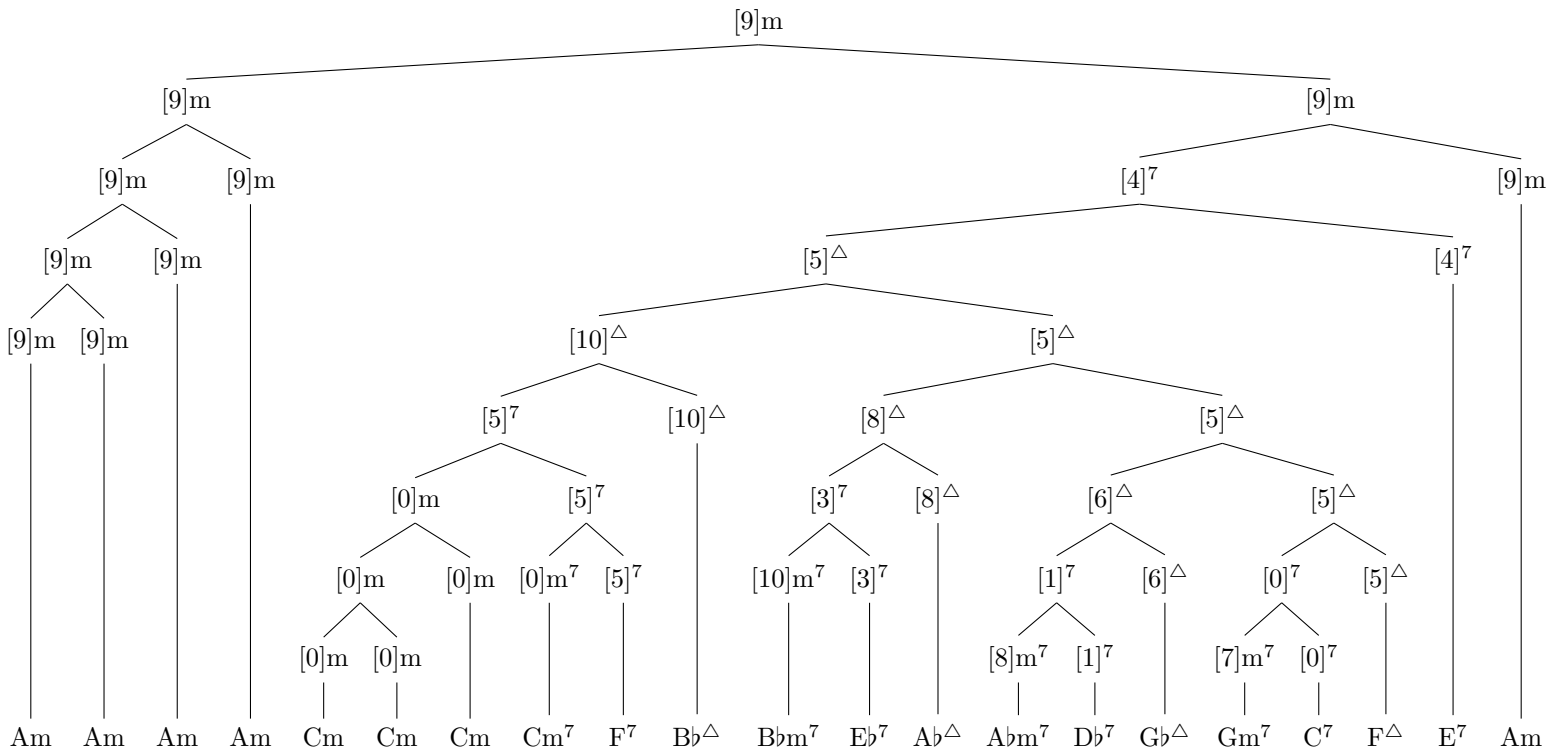 [9]m
[9]m [9]m
[9]m [9]m [4]⁷ [9]m
[9]m [9]m [5]△ [4]⁷
[9]m [9]m [10]△ [5]△
[5]⁷ [10]△ [8]△ [5]△
[0]m [5]⁷ [3]⁷ [8]△ [6]△ [5]△
[0]m [0]m [0]m⁷ [5]⁷ [10]m⁷ [3]⁷ [1]⁷ [6]△ [0]⁷ [5]△
[0]m [0]m [8]m⁷ [1]⁷ [7]m⁷ [0]⁷
Am Am Am Am Cm Cm Cm Cm⁷ F⁷ B♭△ B♭m⁷ E♭⁷ A♭△ A♭m⁷ D♭⁷ G♭△ Gm⁷ C⁷ F△ E⁷ Am